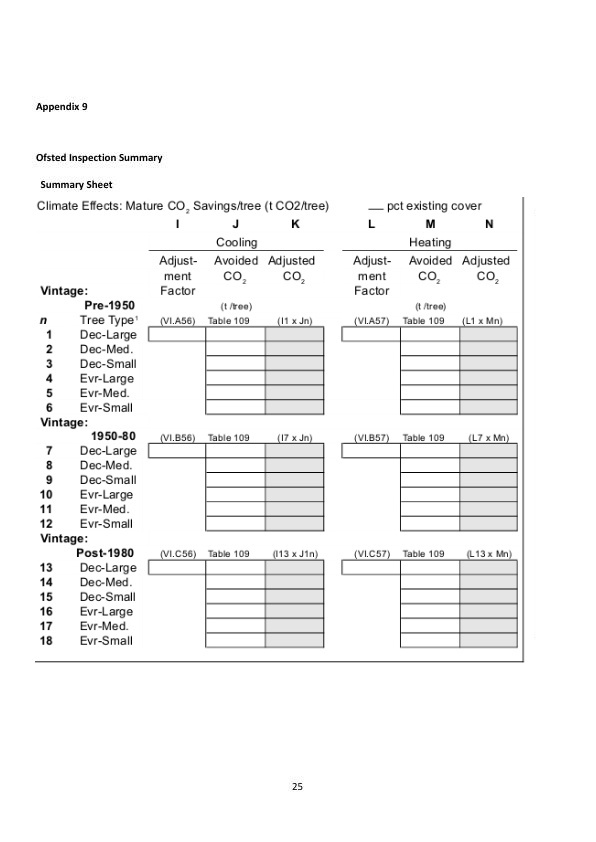 Appendix 9
Ofsted Inspection Summary
Summary Sheet
Climate Effects: Mature CO2 Savings/tree (t CO2/tree) ___ pct existing cover
I J K L M N
Cooling Heating
Adjust- Avoided Adjusted Adjust- Avoided Adjusted
ment CO2 CO2 ment CO2 CO2
Vintage: Factor Factor
Pre-1950 (t /tree) (t /tree)
n Tree Type1 (VI.A56) Table 109 (I1 x Jn) (VI.A57) Table 109 (L1 x Mn)
1 Dec-Large
2 Dec-Med.
3 Dec-Small
4 Evr-Large
5 Evr-Med.
6 Evr-Small
Vintage:
1950-80 (VI.B56) Table 109 (I7 x Jn) (VI.B57) Table 109 (L7 x Mn)
7 Dec-Large
8 Dec-Med.
9 Dec-Small
10 Evr-Large
11 Evr-Med.
12 Evr-Small
Vintage:
Post-1980 (VI.C56) Table 109 (I13 x J1n) (VI.C57) Table 109 (L13 x Mn)
13 Dec-Large
14 Dec-Med.
15 Dec-Small
16 Evr-Large
17 Evr-Med.
18 Evr-Small
25